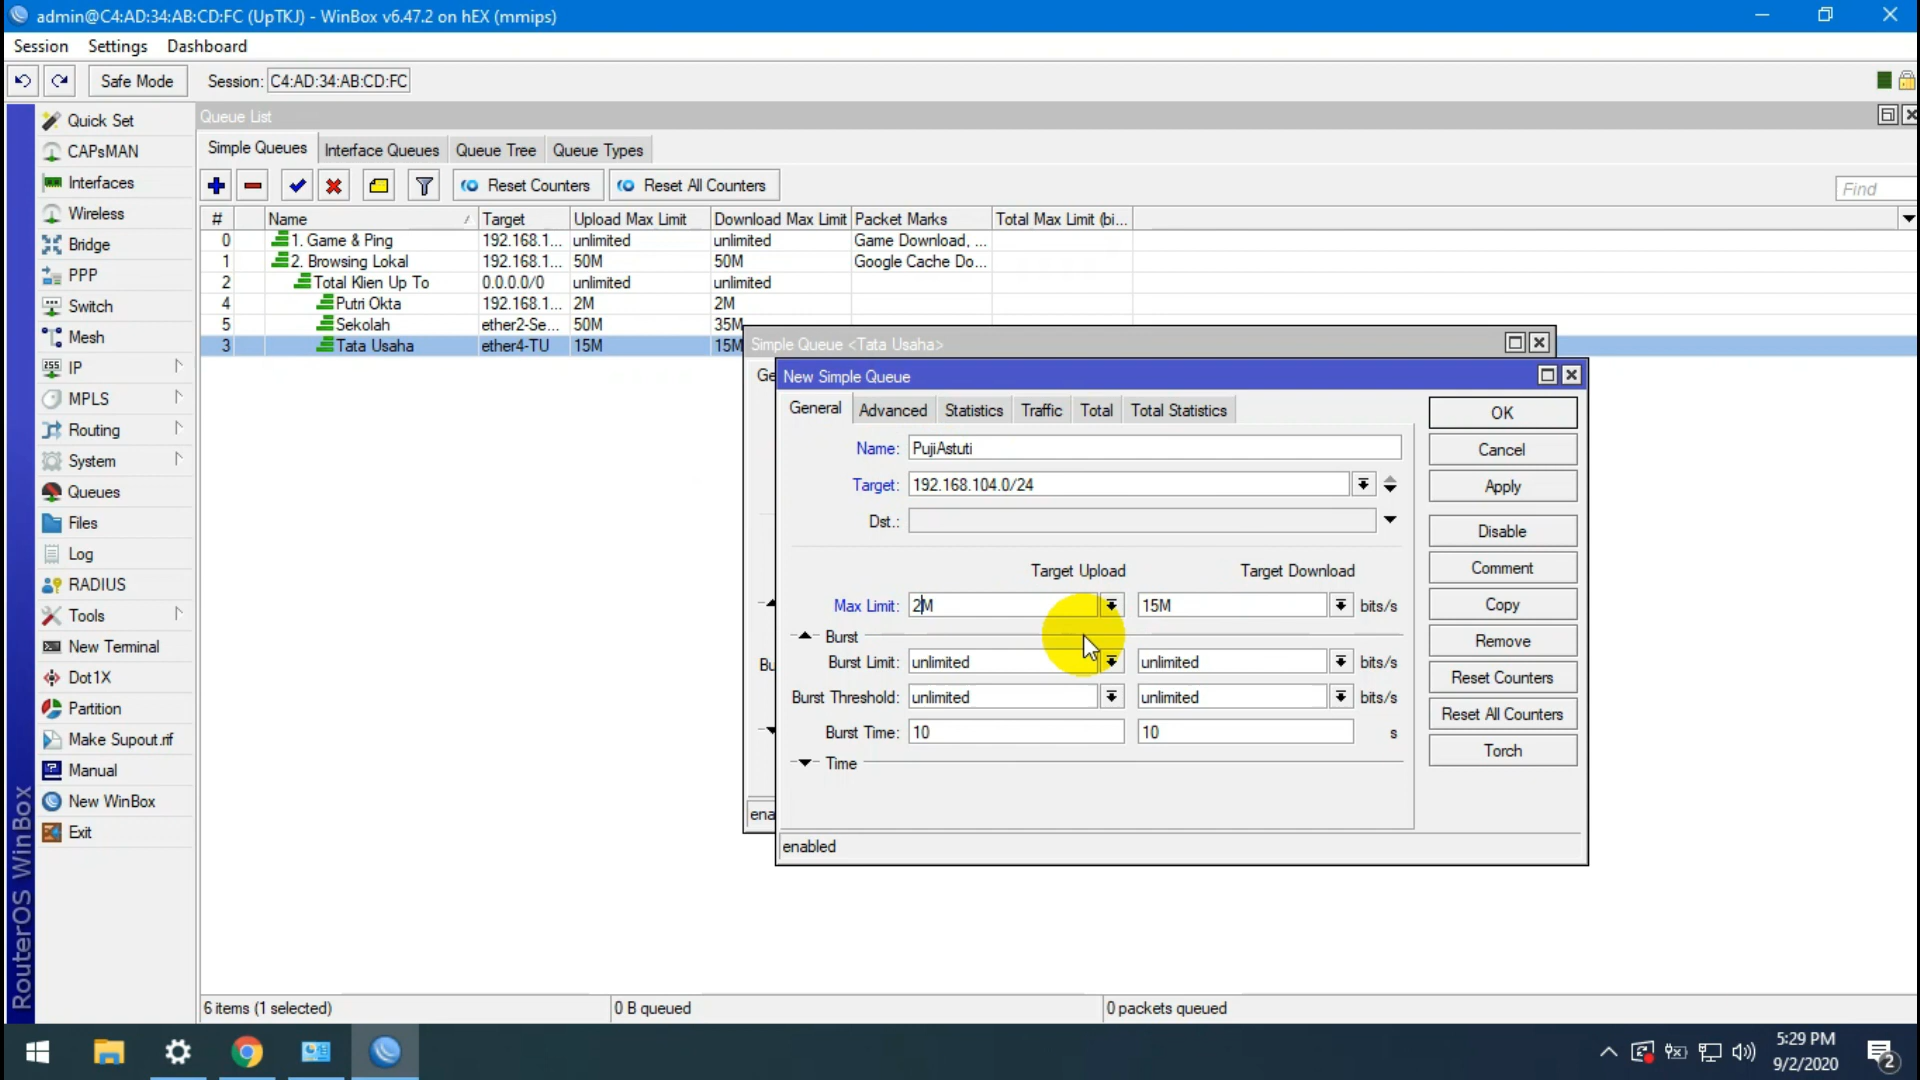 admin@C4:AD:34:AB:CD:FC (UpTKJ) - WinBox v6.47.2 on hEX (mmips)
Session Settings Dashboard
Safe Mode Session: C4:AD:34:AB:CD:FC
Queue List
Simple Queues Interface Queues Queue Tree Queue Types
Reset Counters Reset All Counters Find
# Name Target Upload Max Limit Download Max Limit Packet Marks Total Max Limit (bi...
0 1. Game & Ping 192.168.1... unlimited unlimited Game Download, ...
1 2. Browsing Lokal 192.168.1... 50M 50M Google Cache Do...
2 Total Klien Up To 0.0.0.0/0 unlimited unlimited
4 Putri Okta 192.168.1... 2M 2M
5 Sekolah ether2-Se... 50M 35M
3 Tata Usaha ether4-TU 15M 15M
Quick Set
CAPsMAN
Interfaces
Wireless
Bridge
PPP
Switch
Mesh
255 IP
MPLS
Routing
System
Queues
Files
Log
RADIUS
Tools
New Terminal
Dot1X
Partition
Make Supout.rif
Manual
New WinBox
Exit
RouterOS WinBox
Simple Queue <Tata Usaha>
Ge
Bu
ena
New Simple Queue
General Advanced Statistics Traffic Total Total Statistics
Name: PujiAstuti
Target: 192.168.104.0/24
Dst.:
Target Upload Target Download
Max Limit: 2M 15M bits/s
Burst
Burst Limit: unlimited unlimited bits/s
Burst Threshold: unlimited unlimited bits/s
Burst Time: 10 10 s
Time
enabled
OK
Cancel
Apply
Disable
Comment
Copy
Remove
Reset Counters
Reset All Counters
Torch
6 items (1 selected) 0 B queued 0 packets queued
5:29 PM
9/2/2020
2